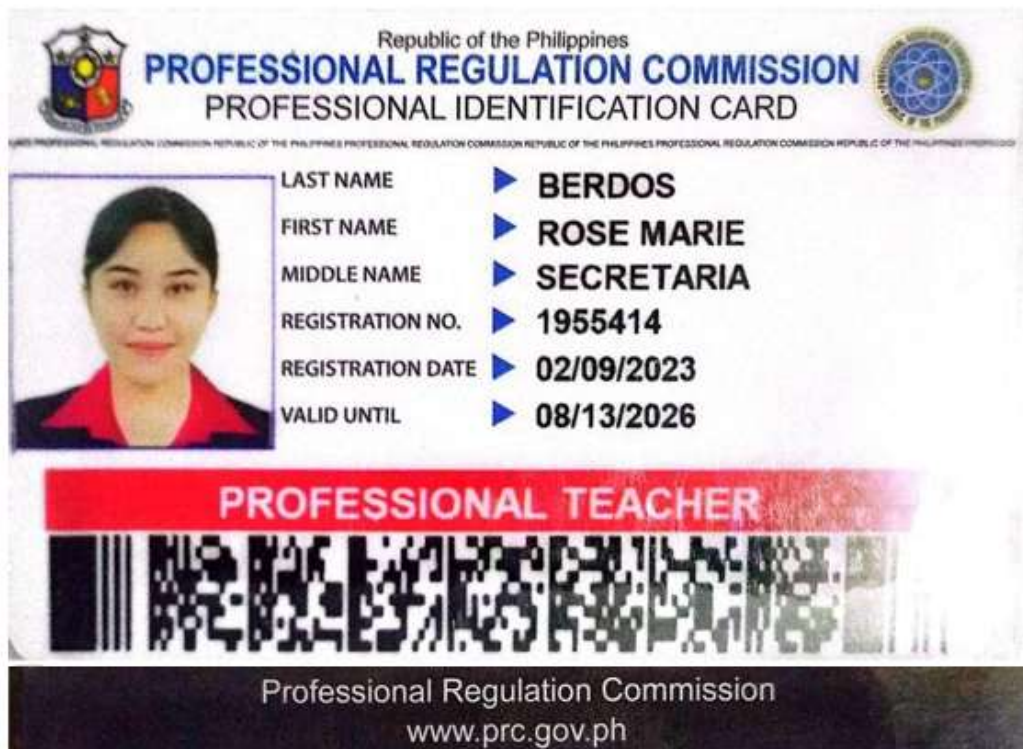 Republic of the Philippines
PROFESSIONAL REGULATION COMMISSION
PROFESSIONAL IDENTIFICATION CARD
LAST NAME BERDOS
FIRST NAME ROSE MARIE
MIDDLE NAME SECRETARIA
REGISTRATION NO. 1955414
REGISTRATION DATE 02/09/2023
VALID UNTIL 08/13/2026
PROFESSIONAL TEACHER
Professional Regulation Commission
www.prc.gov.ph